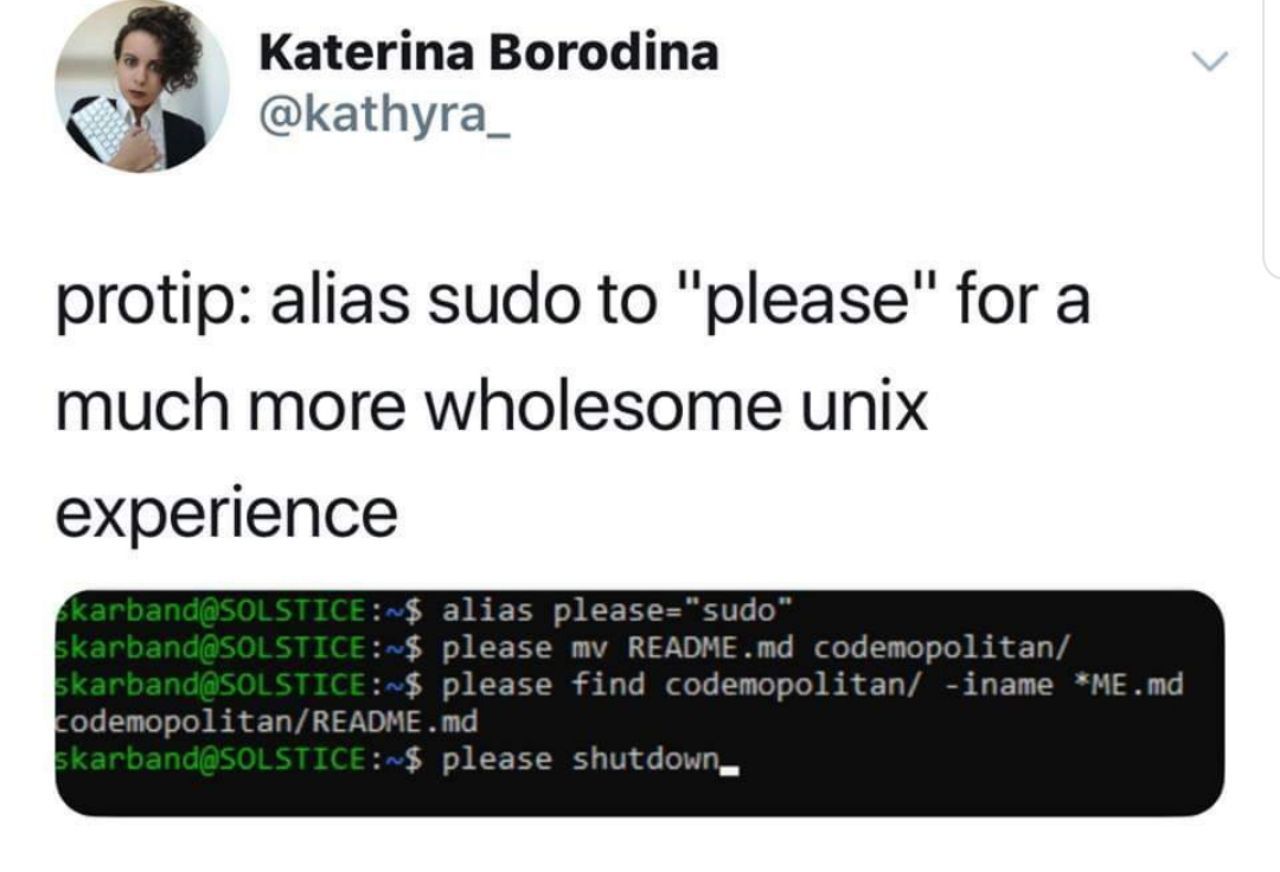 Katerina Borodina
@kathyra_
protip: alias sudo to "please" for a
much more wholesome unix
experience
skarband@SOLSTICE:~$ alias please="sudo"
skarband@SOLSTICE:~$ please mv README.md codemopolitan/
skarband@SOLSTICE:~$ please find codemopolitan/ -iname *ME.md
codemopolitan/README.md
skarband@SOLSTICE:~$ please shutdown_